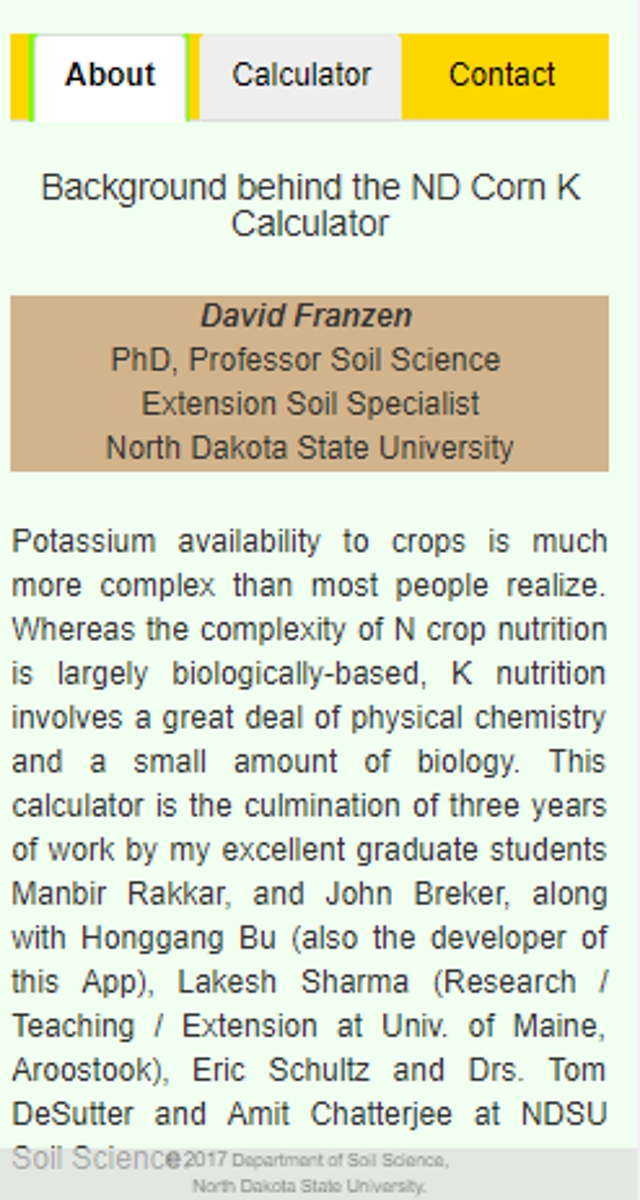 About Calculator Contact
Background behind the ND Corn K
Calculator
David Franzen
PhD, Professor Soil Science
Extension Soil Specialist
North Dakota State University
Potassium availability to crops is much
more complex than most people realize.
Whereas the complexity of N crop nutrition
is largely biologically-based, K nutrition
involves a great deal of physical chemistry
and a small amount of biology. This
calculator is the culmination of three years
of work by my excellent graduate students
Manbir Rakkar, and John Breker, along
with Honggang Bu (also the developer of
this App), Lakesh Sharma (Research /
Teaching / Extension at Univ. of Maine,
Aroostook), Eric Schultz and Drs. Tom
DeSutter and Amit Chatterjee at NDSU
Soil Science
2017 Department of Soil Science,
North Dakota State University.